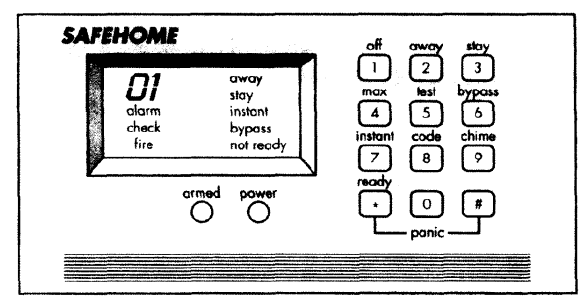 SAFEHOME
01
away
stay
alarm
instant
check
bypass
fire
not ready
armed power
off away stay
1 2 3
max test bypass
4 5 6
instant code chime
7 8 9
ready
* 0 #
panic